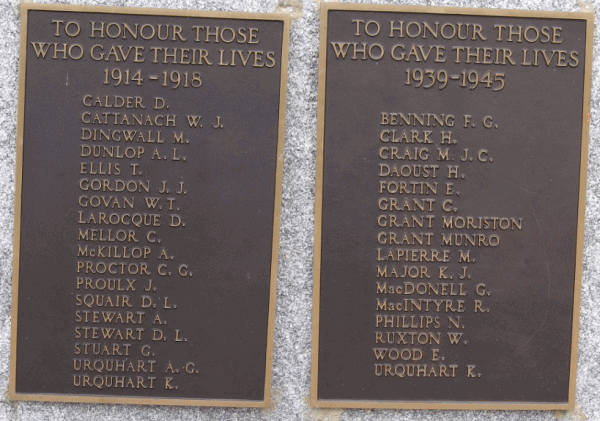 TO HONOUR THOSE
WHO GAVE THEIR LIVES
1914-1918
CALDER D.
CATTANACH W. J.
DINGWALL M.
DUNLOP A. L.
ELLIS T.
GORDON J. J.
GOVAN W. T.
LAROCQUE D.
MELLOR G.
McKILLOP A.
PROCTOR C. G.
PROULX J.
SQUAIR D. L.
STEWART A.
STEWART D. L.
STUART G.
URQUHART A. G.
URQUHART K.
TO HONOUR THOSE
WHO GAVE THEIR LIVES
1939-1945
BENNING F. G.
CLARK H.
CRAIG M. J. C.
DAOUST H.
FORTIN E.
GRANT C.
GRANT MORISTON
GRANT MUNRO
LAPIERRE M.
MAJOR K. J.
MacDONELL G.
MacINTYRE R.
PHILLIPS N.
RUXTON W.
WOOD E.
URQUHART K.